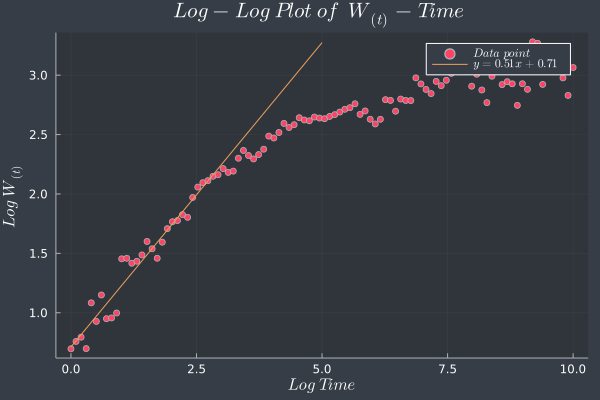 Log − Log Plot of W(t) − Time
Log W(t)
3.0
2.5
2.0
1.5
1.0
Data point
y = 0.51x + 0.71
0.0 2.5 5.0 7.5 10.0
Log Time